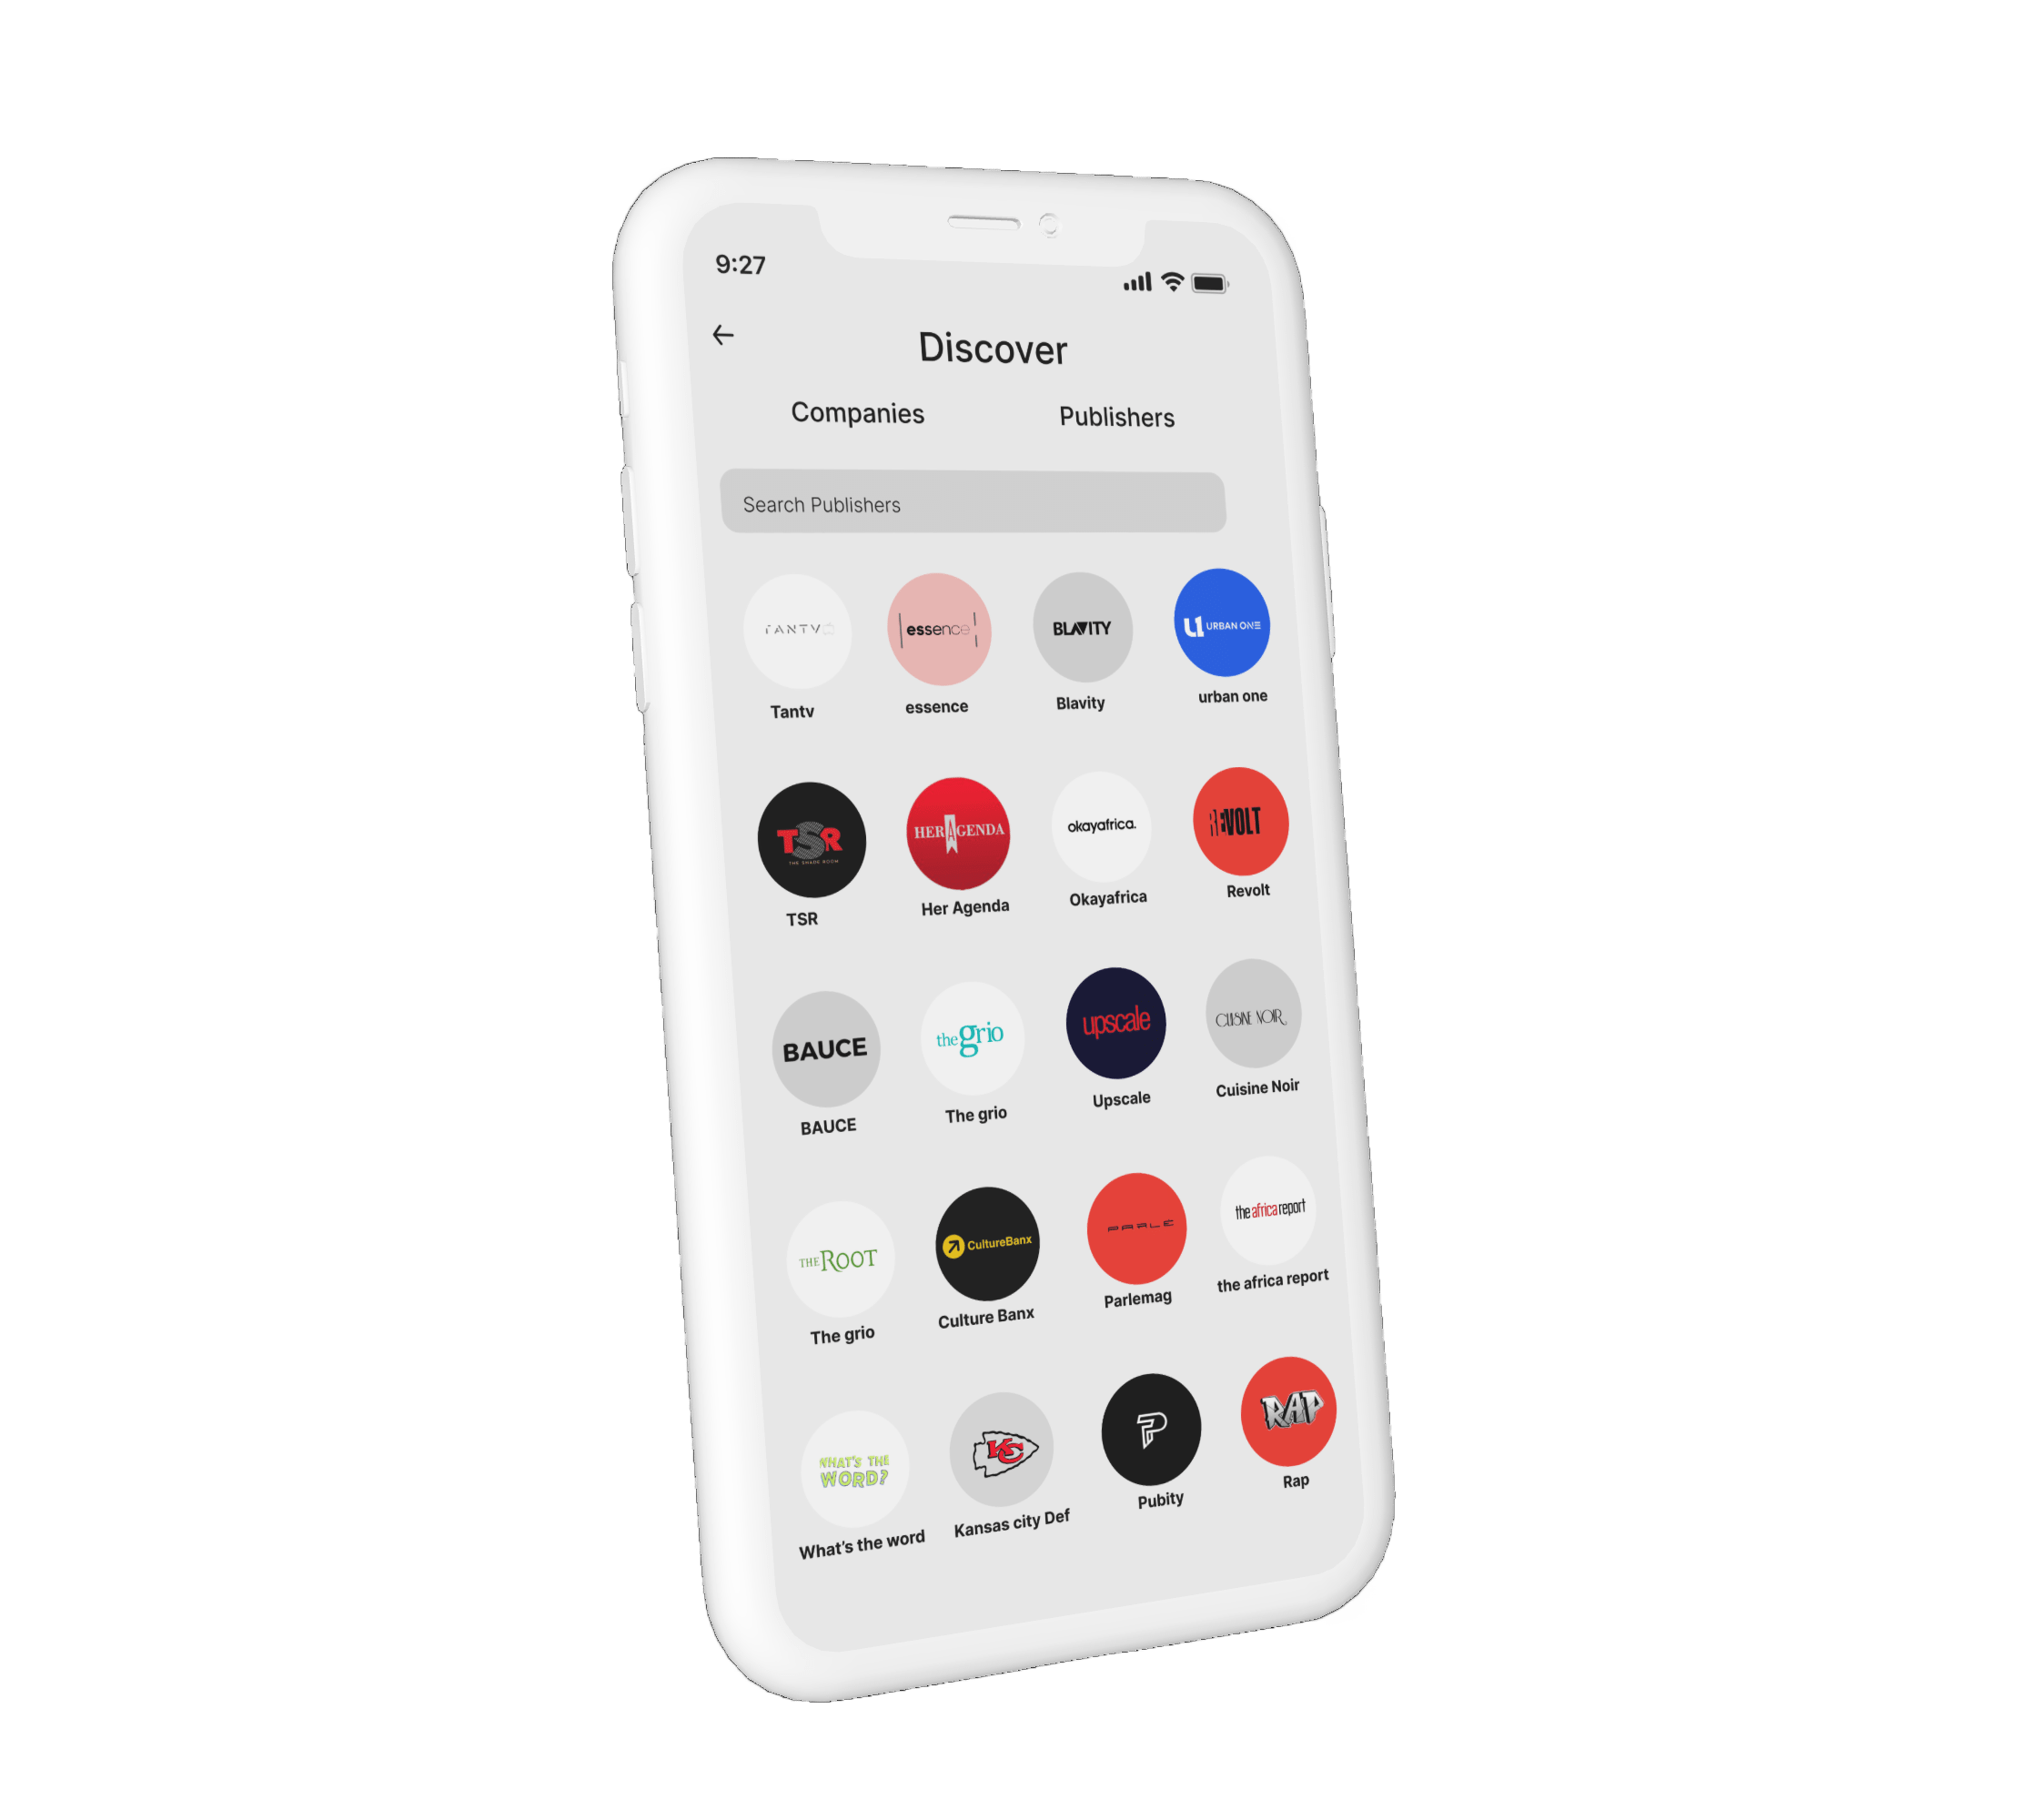 9:27
Discover
Companies Publishers
Search Publishers
TANTV essence BLAVITY URBAN ONE
Tantv essence Blavity urban one
TSR HER AGENDA okayafrica. REVOLT
THE SHADE ROOM
TSR Her Agenda Okayafrica Revolt
BAUCE the grio upscale CUISINE NOIR
BAUCE The grio Upscale Cuisine Noir
THE ROOT CultureBanx PARLE the africa report
The grio Culture Banx Parlemag the africa report
WHAT'S THE
WORD? KC P RAP
What's the word Kansas city Def Pubity Rap